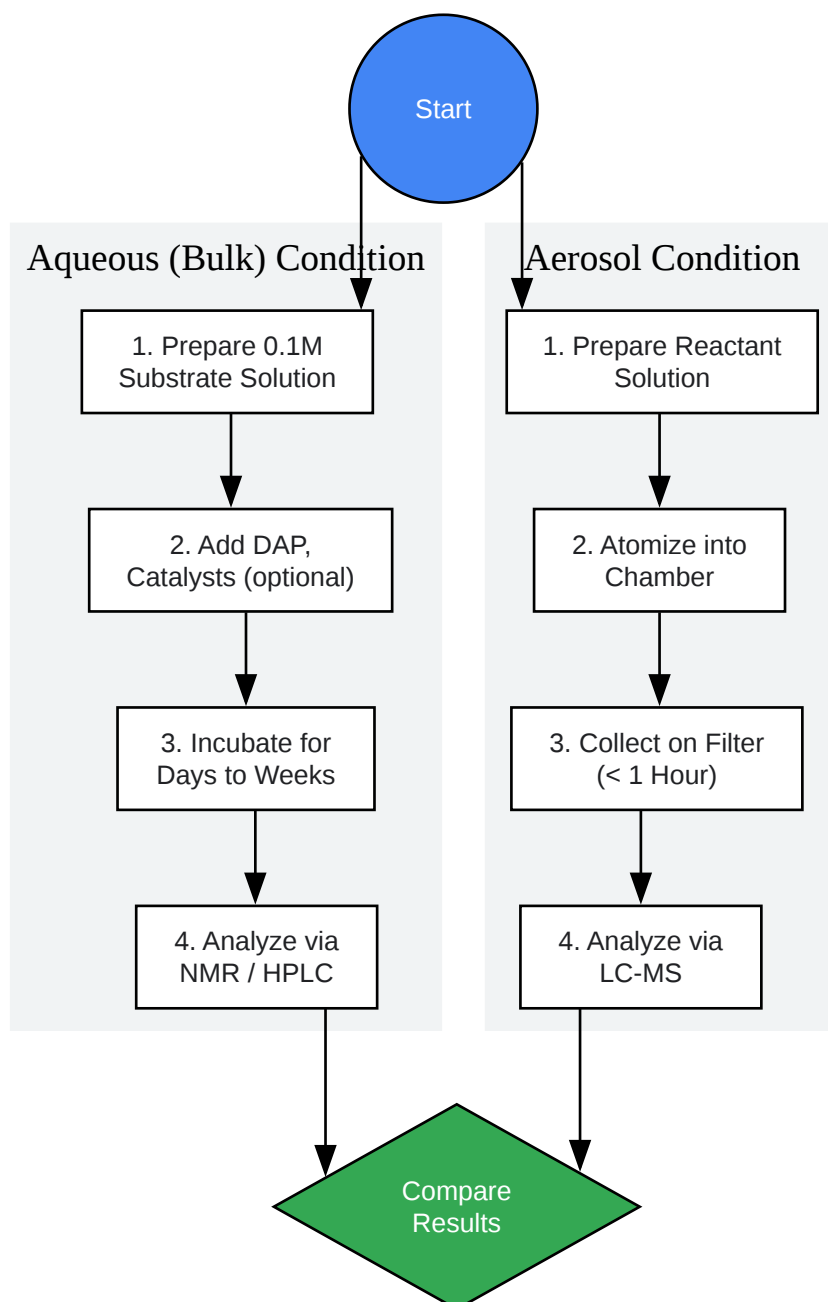 Start
Aqueous (Bulk) Condition
1. Prepare 0.1M
Substrate Solution
2. Add DAP,
Catalysts (optional)
3. Incubate for
Days to Weeks
4. Analyze via
NMR / HPLC
Aerosol Condition
1. Prepare Reactant
Solution
2. Atomize into
Chamber
3. Collect on Filter
(< 1 Hour)
4. Analyze via
LC-MS
Compare
Results